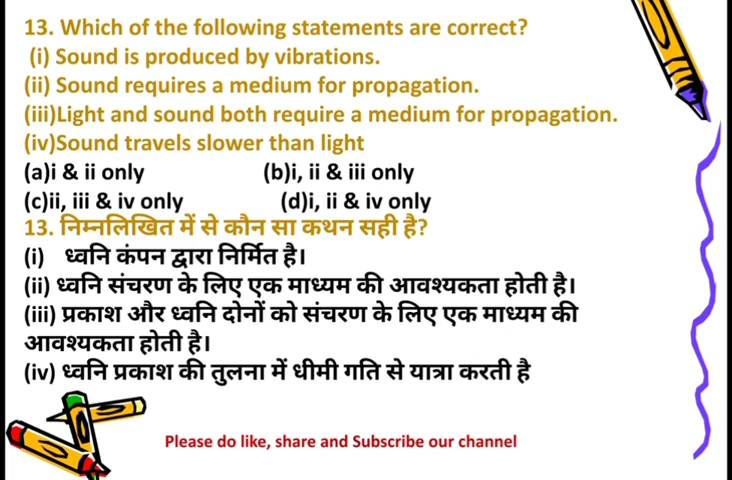 13. Which of the following statements are correct?
(i) Sound is produced by vibrations.
(ii) Sound requires a medium for propagation.
(iii)Light and sound both require a medium for propagation.
(iv)Sound travels slower than light
(a)i & ii only (b)i, ii & iii only
(c)ii, iii & iv only (d)i, ii & iv only
13. निम्नलिखित में से कौन सा कथन सही है?
(i) ध्वनि कंपन द्वारा निर्मित है।
(ii) ध्वनि संचरण के लिए एक माध्यम की आवश्यकता होती है।
(iii) प्रकाश और ध्वनि दोनों को संचरण के लिए एक माध्यम की
आवश्यकता होती है।
(iv) ध्वनि प्रकाश की तुलना में धीमी गति से यात्रा करती है
Please do like, share and Subscribe our channel